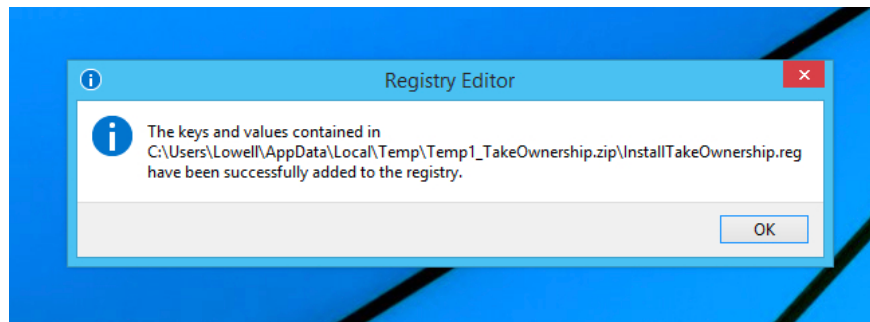 Registry Editor
The keys and values contained in
C:\Users\Lowell\AppData\Local\Temp\Temp1_TakeOwnership.zip\InstallTakeOwnership.reg
have been successfully added to the registry.
OK